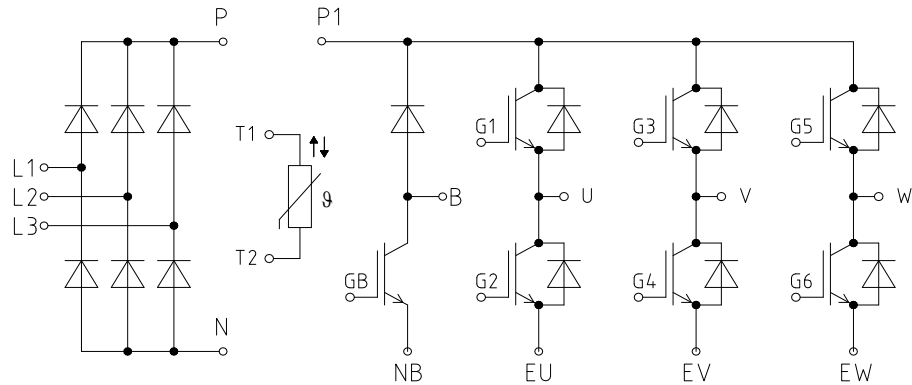 P P1
T1
G1 G3 G5
L1
L2 B U V W
L3
ϑ
T2
GB G2 G4 G6
N
NB EU EV EW